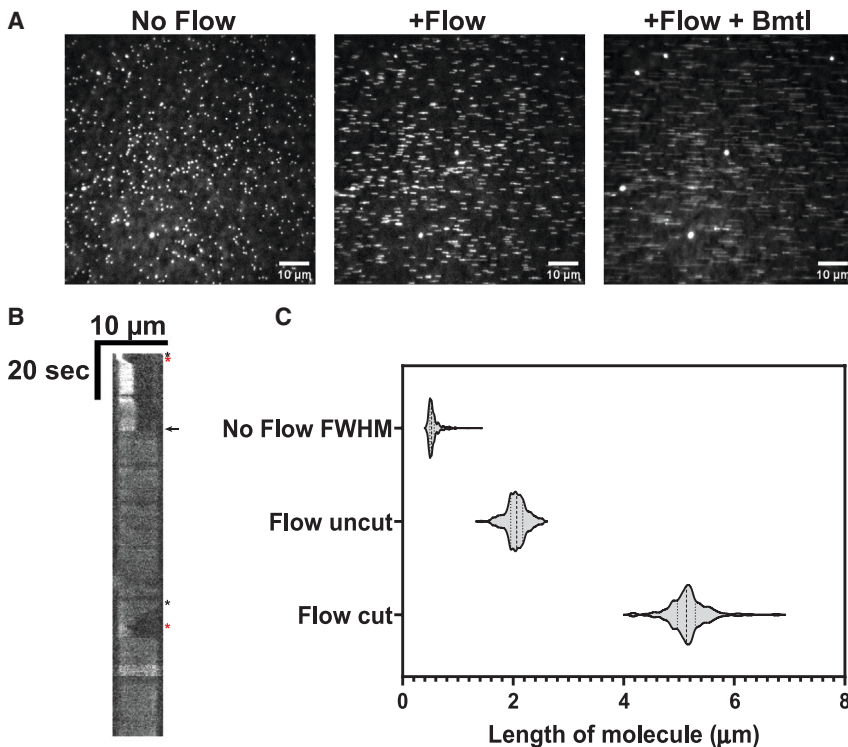 A
No Flow
+Flow
+Flow + BmtI
10 µm
10 µm
10 µm
B
10 µm
20 sec
*
*
*
*
C
No Flow FWHM
Flow uncut
Flow cut
0
2
4
6
8
Length of molecule (µm)